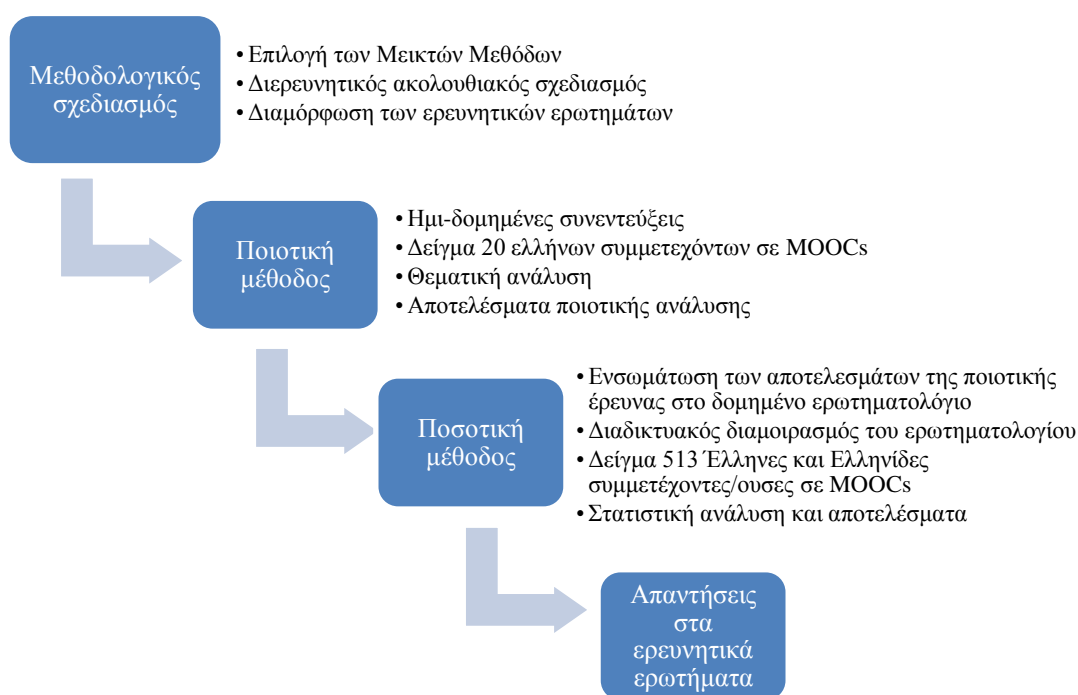 Μεθοδολογικός
σχεδιασμός
• Επιλογή των Μεικτών Μεθόδων
• Διερευνητικός ακολουθιακός σχεδιασμός
• Διαμόρφωση των ερευνητικών ερωτημάτων
Ποιοτική
μέθοδος
• Ημι-δομημένες συνεντεύξεις
• Δείγμα 20 ελλήνων συμμετεχόντων σε MOOCs
• Θεματική ανάλυση
• Αποτελέσματα ποιοτικής ανάλυσης
Ποσοτική
μέθοδος
• Ενσωμάτωση των αποτελεσμάτων της ποιοτικής
έρευνας στο δομημένο ερωτηματολόγιο
• Διαδικτυακός διαμοιρασμός του ερωτηματολογίου
• Δείγμα 513 Έλληνες και Ελληνίδες
συμμετέχοντες/ουσες σε MOOCs
• Στατιστική ανάλυση και αποτελέσματα
Απαντήσεις
στα
ερευνητικά
ερωτήματα